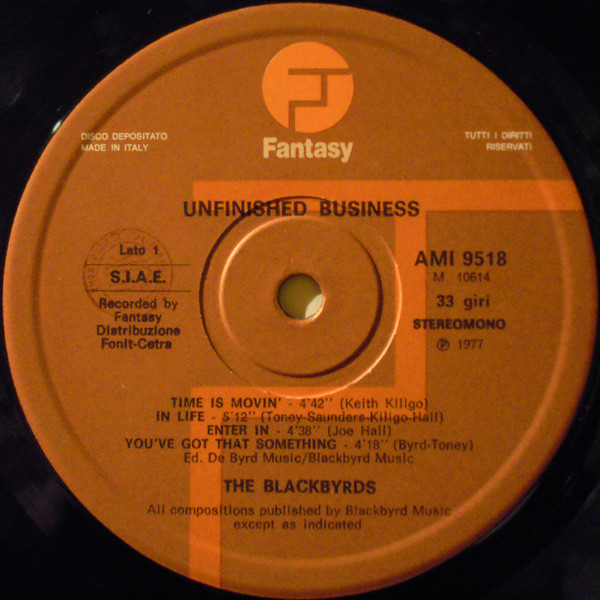 Fantasy
DISCO DEPOSITATO
MADE IN ITALY
TUTTI I DIRITTI
RISERVATI
UNFINISHED BUSINESS
Lato 1
S.I.A.E.
Recorded by
Fantasy
Distribuzione
Fonit-Cetra
AMI 9518
M. 10614
33 giri
STEREOMONO
℗ 1977
TIME IS MOVIN' - 4'42'' (Keith Killgo)
IN LIFE - 5'12'' (Toney-Saunders-Killgo-Hall)
ENTER IN - 4'38'' (Joe Hall)
YOU'VE GOT THAT SOMETHING - 4'18'' (Byrd-Toney)
Ed. De Byrd Music/Blackbyrd Music
THE BLACKBYRDS
All compositions published by Blackbyrd Music
except as indicated